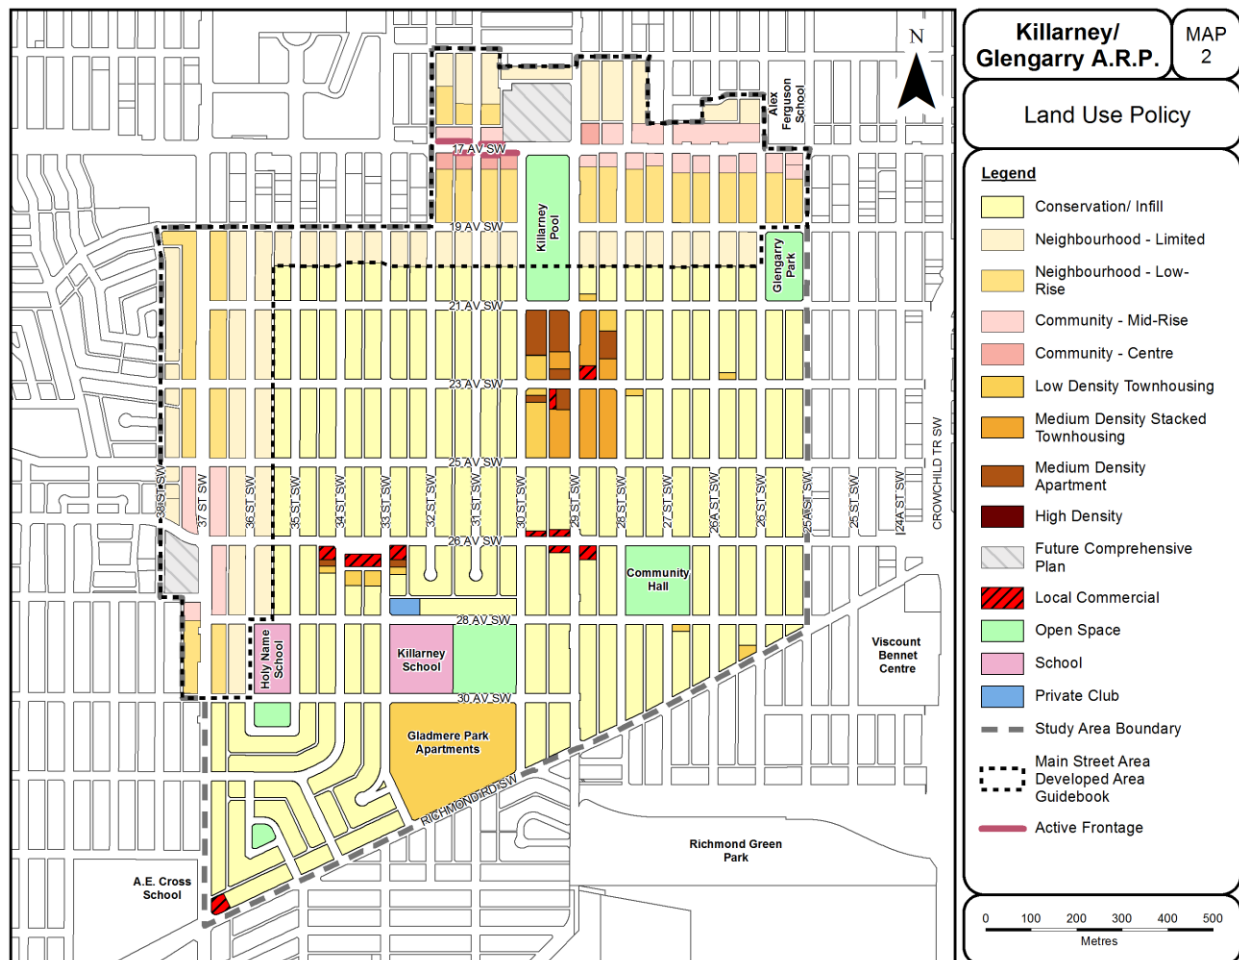 Killarney/
Glengarry A.R.P.
MAP
2
Land Use Policy
Legend
Conservation/ Infill
Neighbourhood - Limited
Neighbourhood - Low-
Rise
Community - Mid-Rise
Community - Centre
Low Density Townhousing
Medium Density Stacked
Townhousing
Medium Density
Apartment
High Density
Future Comprehensive
Plan
Local Commercial
Open Space
School
Private Club
Study Area Boundary
Main Street Area
Developed Area
Guidebook
Active Frontage
0 100 200 300 400 500
Metres
N
Alex
Ferguson
School
17 AV SW
Killarney
Pool
19 AV SW
Glengarry
Park
21 AV SW
23 AV SW
25 AV SW
38 ST SW
37 ST SW
36 ST SW
35 ST SW
34 ST SW
33 ST SW
32 ST SW
31 ST SW
30 ST SW
29 ST SW
28 ST SW
27 ST SW
26A ST SW
26 ST SW
25A ST SW
25 ST SW
24A ST SW
CROWCHILD TR SW
26 AV SW
Community
Hall
28 AV SW
Holy Name
School
Killarney
School
Viscount
Bennet
Centre
30 AV SW
Gladmere Park
Apartments
RICHMOND RD SW
Richmond Green
Park
A.E. Cross
School